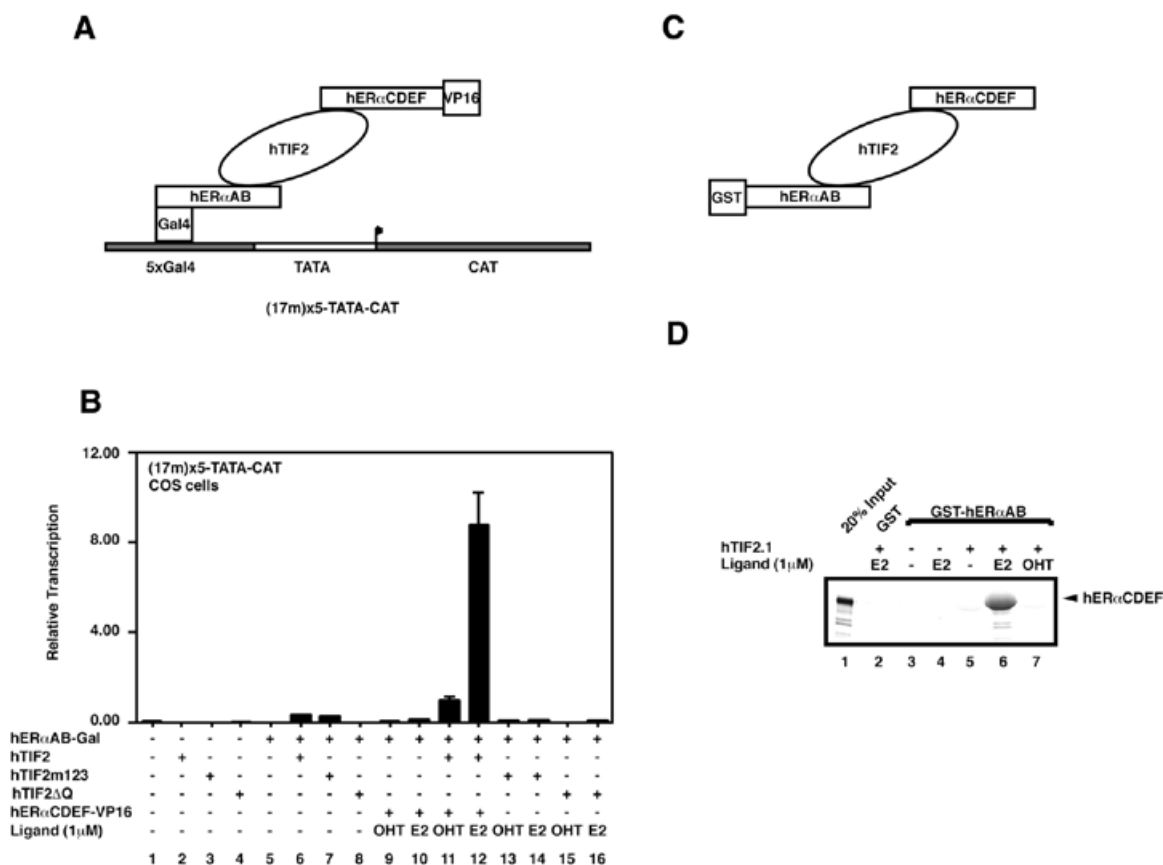 A
hERαCDEF VP16
hTIF2
hERαAB
Gal4
5xGal4 TATA CAT
(17m)x5-TATA-CAT
C
hERαCDEF
hTIF2
GST hERαAB
B
12.00
8.00
4.00
0.00
Relative Transcription
(17m)x5-TATA-CAT
COS cells
hERαAB-Gal - - - - + + + + + + + + + + + +
hTIF2 - + - - - + - - - - + + - - - -
hTIF2m123 - - + - - - + - - - - - + + - -
hTIF2ΔQ - - - + - - - + - - - - - - + +
hERαCDEF-VP16 - - - - - - - - + + + + + + + +
Ligand (1μM) - - - - - - - - OHT E2 OHT E2 OHT E2 OHT E2
1 2 3 4 5 6 7 8 9 10 11 12 13 14 15 16
D
20% Input
GST
GST-hERαAB
hTIF2.1 + - - + + +
Ligand (1μM) E2 - E2 - E2 OHT
hERαCDEF
1 2 3 4 5 6 7